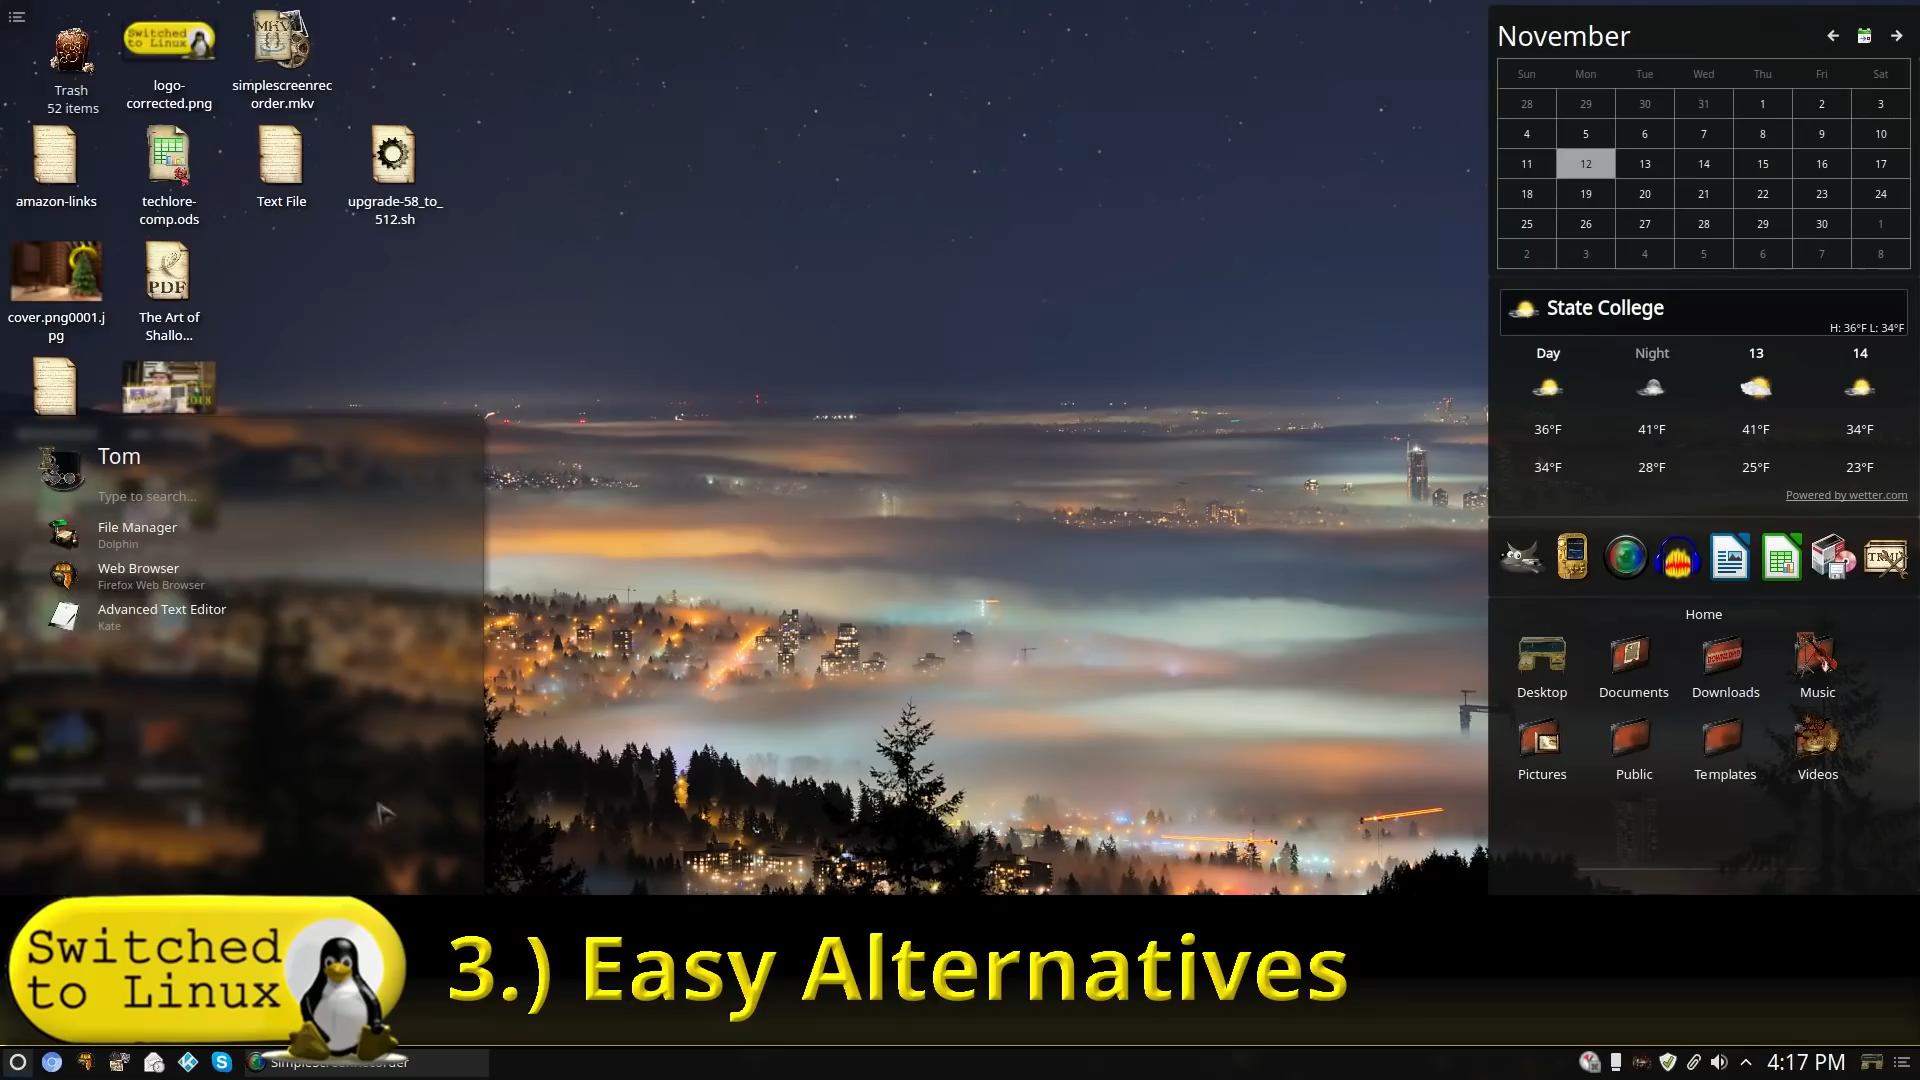 Trash
52 items
Switched
to Linux
logo-
corrected.png
MKV
simplescreenrec
order.mkv
amazon-links
techlore-
comp.ods
Text File
upgrade-58_to_
512.sh
cover.png0001.j
pg
PDF
The Art of
Shallo...
2018
Tom
Type to search...
File Manager
Dolphin
Web Browser
Firefox Web Browser
Advanced Text Editor
Kate
November
Sun Mon Tue Wed Thu Fri Sat
28 29 30 31 1 2 3
4 5 6 7 8 9 10
11 12 13 14 15 16 17
18 19 20 21 22 23 24
25 26 27 28 29 30 1
2 3 4 5 6 7 8
State College
H: 36°F L: 34°F
Day Night 13 14
36°F 41°F 41°F 34°F
34°F 28°F 25°F 23°F
Powered by wetter.com
TRML
Home
Desktop Documents Downloads Music
Pictures Public Templates Videos
Switched
to Linux
3.) Easy Alternatives
SimpleScreenRecorder
4:17 PM